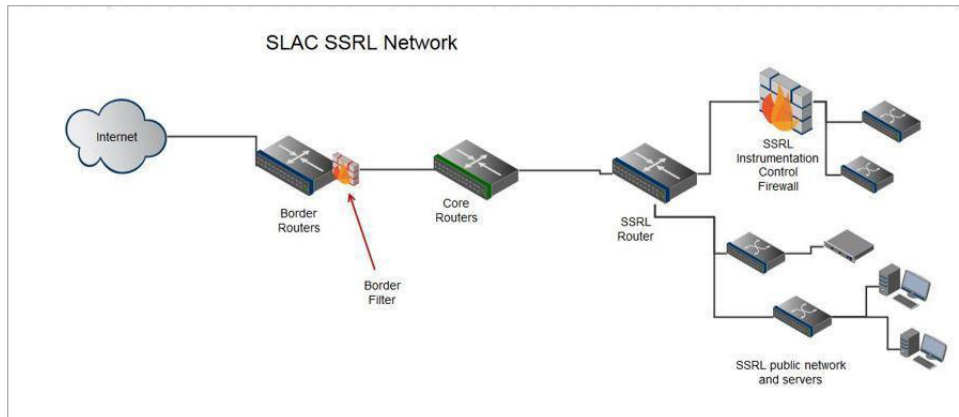 SLAC SSRL Network
Internet
Border
Routers
Border
Filter
Core
Routers
SSRL
Router
SSRL
Instrumentation
Control
Firewall
SSRL public network
and servers